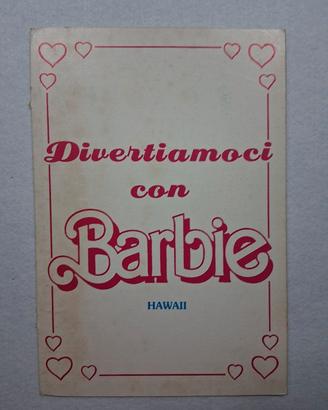 Divertiamoci
con
Barbie
HAWAII